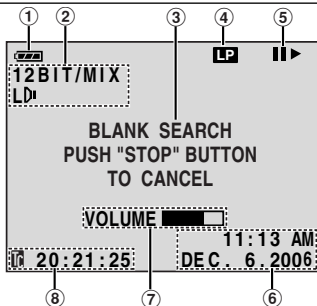 ① ② ③ ④ ⑤
LP
12BIT/MIX
L
BLANK SEARCH
PUSH "STOP" BUTTON
TO CANCEL
VOLUME
11:13 AM
TC 20:21:25 DEC. 6.2006
⑧ ⑦ ⑥